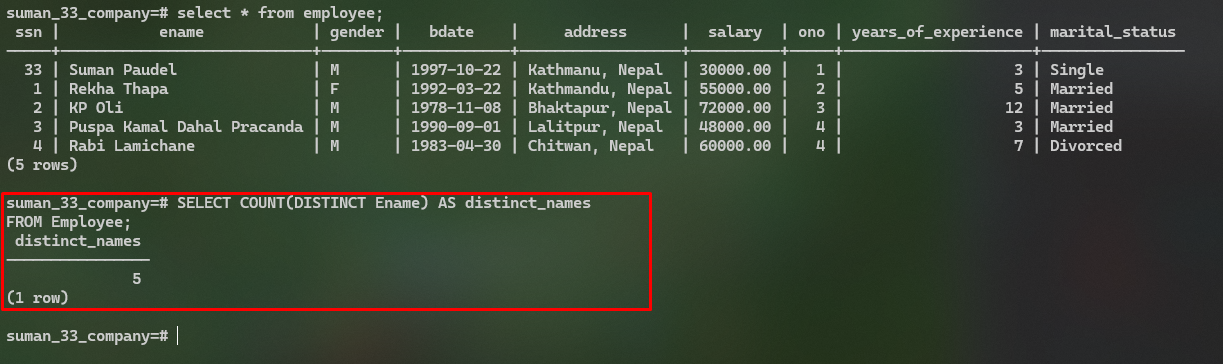 suman_33_company=# select * from employee;
 ssn |           ename            | gender |   bdate    |     address      |  salary  | ono | years_of_experience | marital_status
-----+----------------------------+--------+------------+------------------+----------+-----+---------------------+----------------
  33 | Suman Paudel               | M      | 1997-10-22 | Kathmanu, Nepal  | 30000.00 |   1 |                   3 | Single
   1 | Rekha Thapa                | F      | 1992-03-22 | Kathmandu, Nepal | 55000.00 |   2 |                   5 | Married
   2 | KP Oli                     | M      | 1978-11-08 | Bhaktapur, Nepal | 72000.00 |   3 |                  12 | Married
   3 | Puspa Kamal Dahal Pracanda | M      | 1990-09-01 | Lalitpur, Nepal  | 48000.00 |   4 |                   3 | Married
   4 | Rabi Lamichane             | M      | 1983-04-30 | Chitwan, Nepal   | 60000.00 |   4 |                   7 | Divorced
(5 rows)
suman_33_company=# SELECT COUNT(DISTINCT Ename) AS distinct_names
FROM Employee;
 distinct_names
----------------
              5
(1 row)
suman_33_company=#